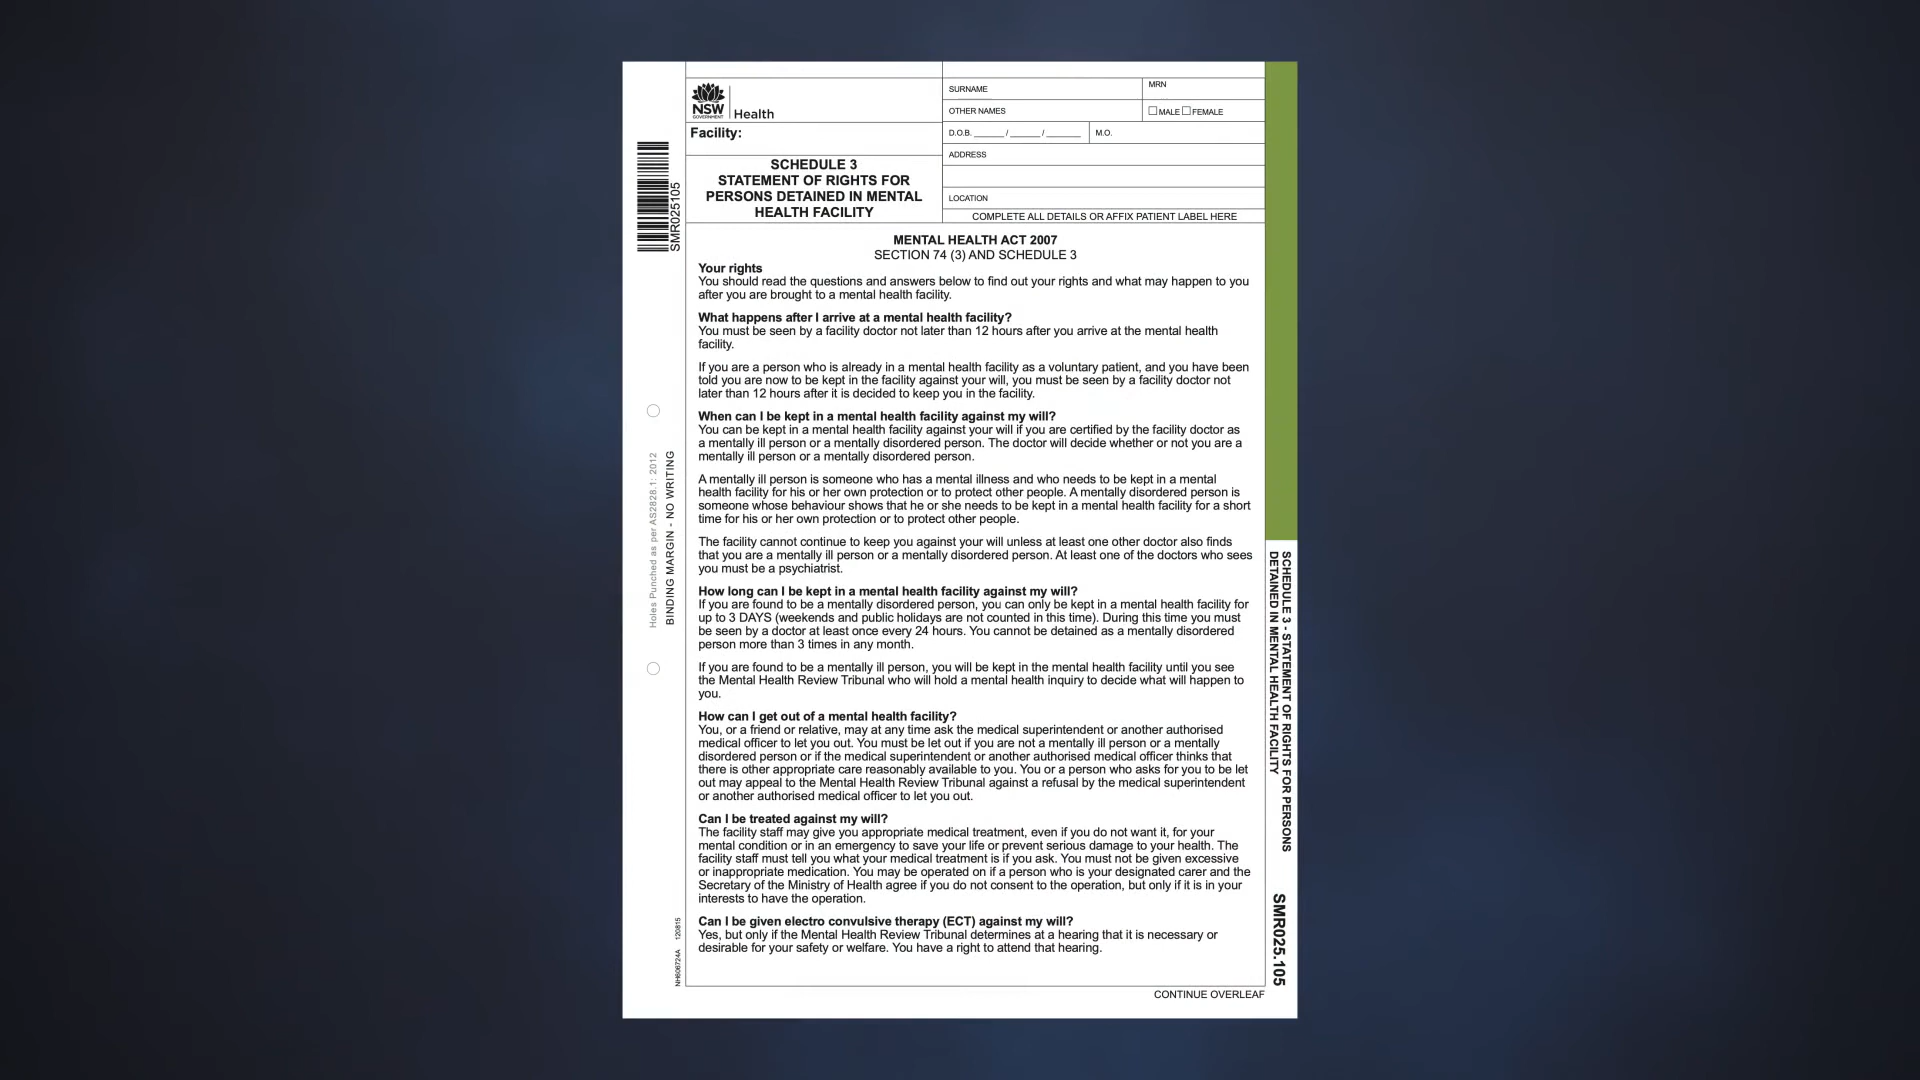 NSW
GOVERNMENT
Health
Facility:
SCHEDULE 3
STATEMENT OF RIGHTS FOR
PERSONS DETAINED IN MENTAL
HEALTH FACILITY
SURNAME
MRN
OTHER NAMES
MALE FEMALE
D.O.B. ______ / ______ / _______
M.O.
ADDRESS
LOCATION
COMPLETE ALL DETAILS OR AFFIX PATIENT LABEL HERE
SMR025105
MENTAL HEALTH ACT 2007
SECTION 74 (3) AND SCHEDULE 3
Your rights
You should read the questions and answers below to find out your rights and what may happen to you
after you are brought to a mental health facility.
What happens after I arrive at a mental health facility?
You must be seen by a facility doctor not later than 12 hours after you arrive at the mental health
facility.
If you are a person who is already in a mental health facility as a voluntary patient, and you have been
told you are now to be kept in the facility against your will, you must be seen by a facility doctor not
later than 12 hours after it is decided to keep you in the facility.
When can I be kept in a mental health facility against my will?
You can be kept in a mental health facility against your will if you are certified by the facility doctor as
a mentally ill person or a mentally disordered person. The doctor will decide whether or not you are a
mentally ill person or a mentally disordered person.
A mentally ill person is someone who has a mental illness and who needs to be kept in a mental
health facility for his or her own protection or to protect other people. A mentally disordered person is
someone whose behaviour shows that he or she needs to be kept in a mental health facility for a short
time for his or her own protection or to protect other people.
The facility cannot continue to keep you against your will unless at least one other doctor also finds
that you are a mentally ill person or a mentally disordered person. At least one of the doctors who sees
you must be a psychiatrist.
How long can I be kept in a mental health facility against my will?
If you are found to be a mentally disordered person, you can only be kept in a mental health facility for
up to 3 DAYS (weekends and public holidays are not counted in this time). During this time you must
be seen by a doctor at least once every 24 hours. You cannot be detained as a mentally disordered
person more than 3 times in any month.
If you are found to be a mentally ill person, you will be kept in the mental health facility until you see
the Mental Health Review Tribunal who will hold a mental health inquiry to decide what will happen to
you.
How can I get out of a mental health facility?
You, or a friend or relative, may at any time ask the medical superintendent or another authorised
medical officer to let you out. You must be let out if you are not a mentally ill person or a mentally
disordered person or if the medical superintendent or another authorised medical officer thinks that
there is other appropriate care reasonably available to you. You or a person who asks for you to be let
out may appeal to the Mental Health Review Tribunal against a refusal by the medical superintendent
or another authorised medical officer to let you out.
Can I be treated against my will?
The facility staff may give you appropriate medical treatment, even if you do not want it, for your
mental condition or in an emergency to save your life or prevent serious damage to your health. The
facility staff must tell you what your medical treatment is if you ask. You must not be given excessive
or inappropriate medication. You may be operated on if a person who is your designated carer and the
Secretary of the Ministry of Health agree if you do not consent to the operation, but only if it is in your
interests to have the operation.
Can I be given electro convulsive therapy (ECT) against my will?
Yes, but only if the Mental Health Review Tribunal determines at a hearing that it is necessary or
desirable for your safety or welfare. You have a right to attend that hearing.
CONTINUE OVERLEAF
Holes Punched as per AS2828.1: 2012
BINDING MARGIN - NO WRITING
NH606724A 120815
SCHEDULE 3 - STATEMENT OF RIGHTS FOR PERSONS
DETAINED IN MENTAL HEALTH FACILITY
SMR025.105